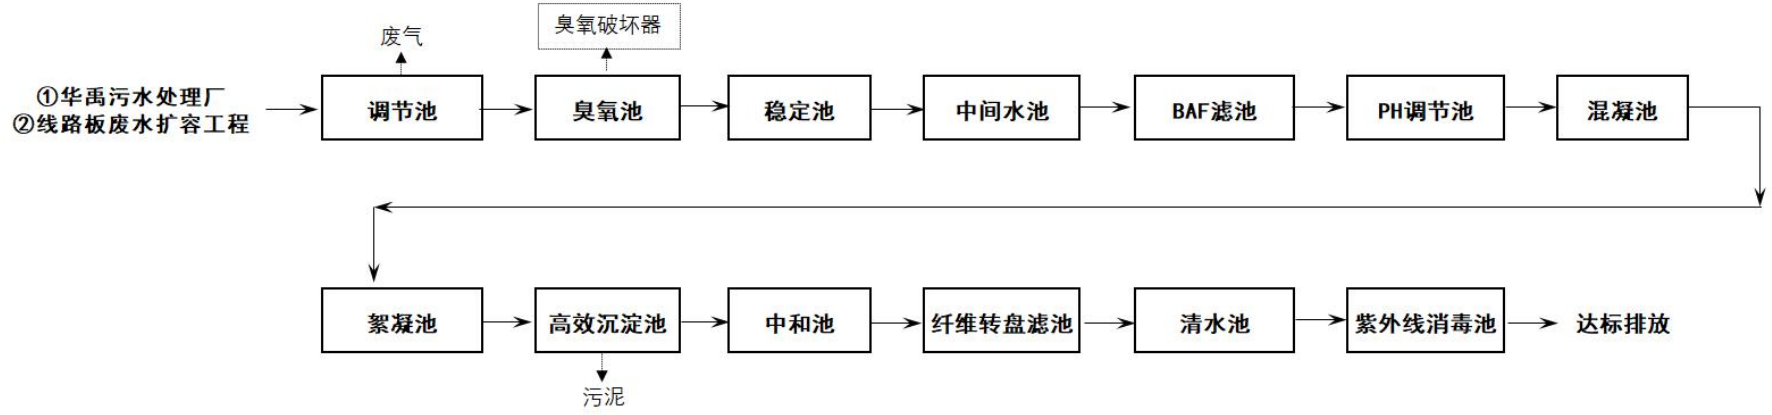 废气
臭氧破坏器
①华禹污水处理厂
②线路板废水扩容工程
调节池
臭氧池
稳定池
中间水池
BAF滤池
PH调节池
混凝池
絮凝池
高效沉淀池
中和池
纤维转盘滤池
清水池
紫外线消毒池
达标排放
污泥